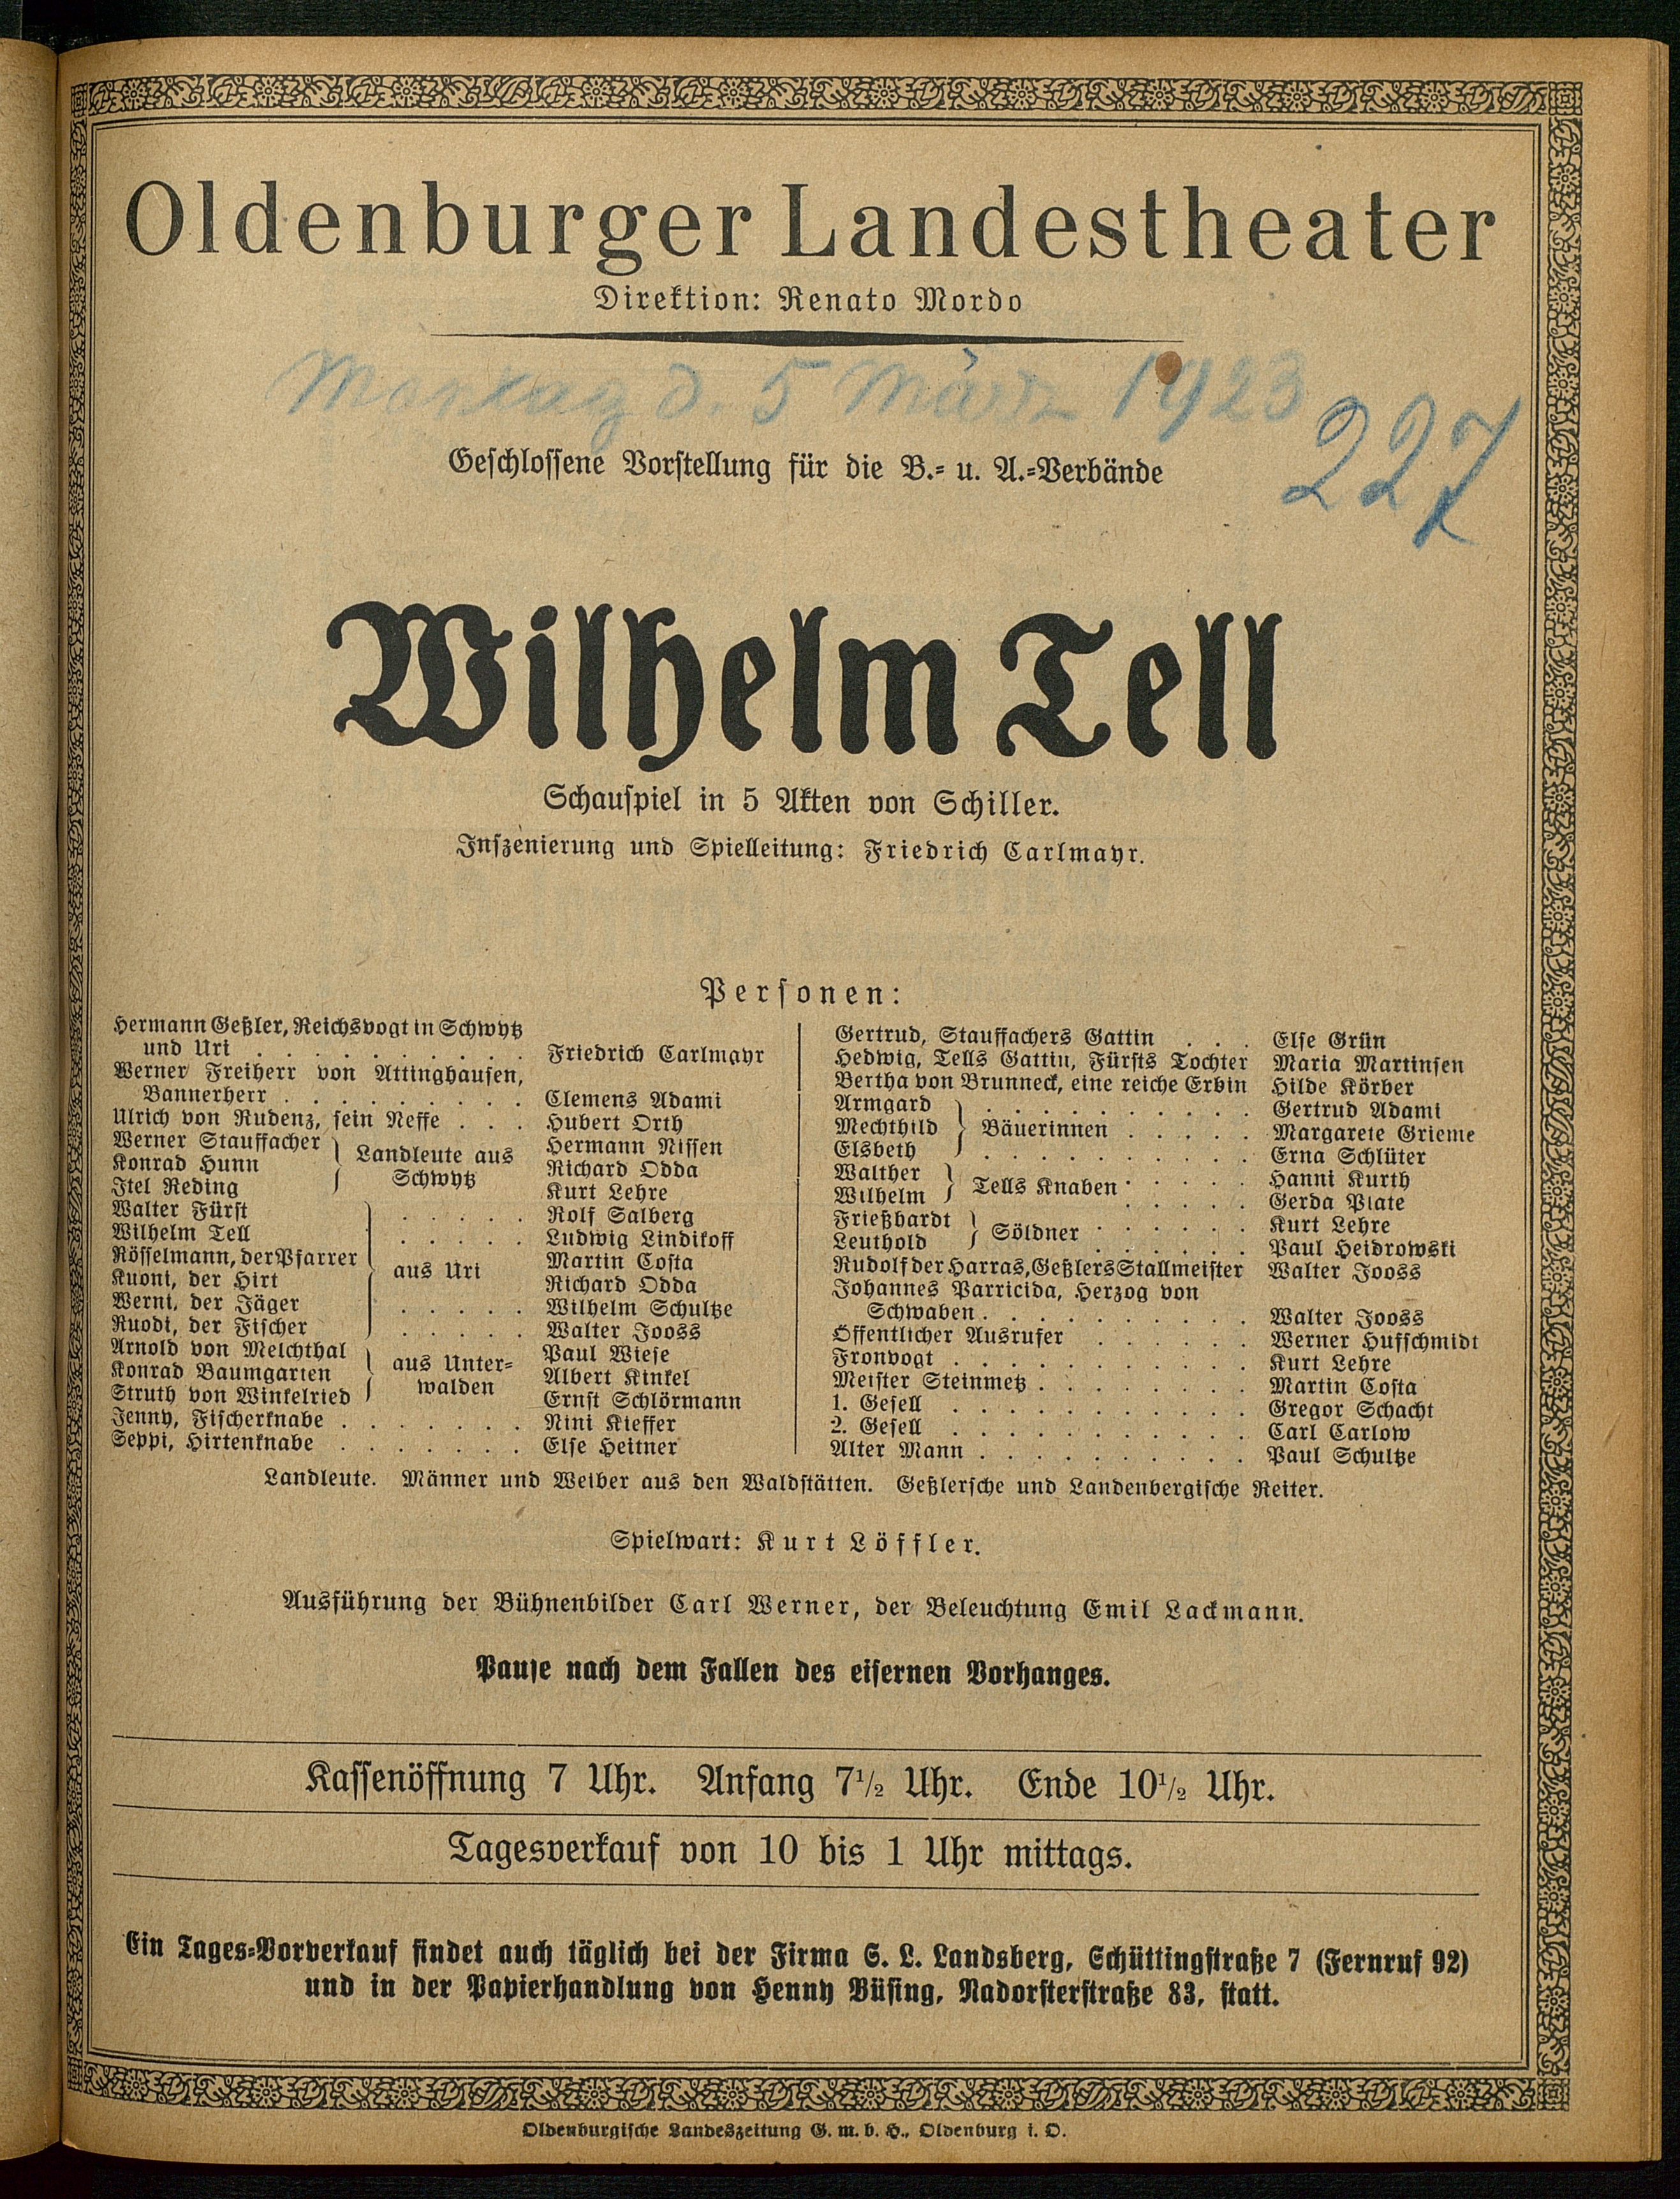 Oldenburger Landestheater
Direktion: Renato Mordo
Montag d. 5 März 1923
227
Geschlossene Vorstellung für die B.- u. A.-Verbände
Wilhelm Tell
Schauspiel in 5 Akten von Schiller.
Inszenierung und Spielleitung: Friedrich Carlmayr.
Personen:
Hermann Geßler, Reichsvogt in Schwytz
und Uri . . . . . . . . . . Friedrich Carlmayr
Werner Freiherr von Attinghausen,
Bannerherr . . . . . . . . . Clemens Adami
Ulrich von Rudenz, sein Neffe . . . Hubert Orth
Werner Stauffacher } Landleute aus Schwytz Hermann Nissen
Konrad Hunn Richard Odda
Itel Reding Kurt Lehre
Walter Fürst } aus Uri . . . . . Rolf Salberg
Wilhelm Tell . . . . . Ludwig Lindikoff
Rösselmann, der Pfarrer Martin Costa
Kuoni, der Hirt Richard Odda
Werni, der Jäger . . . . . Wilhelm Schultze
Ruodi, der Fischer . . . . . Walter Jooss
Arnold von Melchthal } aus Unter-walden Paul Wiese
Konrad Baumgarten Albert Kinkel
Struth von Winkelried Ernst Schlörmann
Jenny, Fischerknabe . . . . . . . Nini Kieffer
Seppi, Hirtenknabe . . . . . . . Else Heitner
Gertrud, Stauffachers Gattin . . . Else Grün
Hedwig, Tells Gattin, Fürsts Tochter Maria Martinsen
Bertha von Brunneck, eine reiche Erbin Hilde Körber
Armgard } . . . . . . . . . . Gertrud Adami
Mechthild Bäuerinnen . . . . . Margarete Grieme
Elsbeth . . . . . . . . . . Erna Schlüter
Walther } Tells Knaben . . . . . Hanni Kurth
Wilhelm . . . . . Gerda Plate
Frießhardt } Söldner . . . . . . Kurt Lehre
Leuthold . . . . . . Paul Heidrowski
Rudolf der Harras, Geßlers Stallmeister Walter Jooss
Johannes Parricida, Herzog von
Schwaben . . . . . . . . . . Walter Jooss
Öffentlicher Ausrufer . . . . . . Werner Hufschmidt
Fronvogt . . . . . . . . . . . Kurt Lehre
Meister Steinmetz . . . . . . . . Martin Costa
1. Gesell . . . . . . . . . . . Gregor Schacht
2. Gesell . . . . . . . . . . . Carl Carlow
Alter Mann . . . . . . . . . . Paul Schultze
Landleute. Männer und Weiber aus den Waldstätten. Geßlersche und Landenbergische Reiter.
Spielwart: Kurt Löffler.
Ausführung der Bühnenbilder Carl Werner, der Beleuchtung Emil Lackmann.
Pause nach dem Fallen des eisernen Vorhanges.
Kassenöffnung 7 Uhr. Anfang 7½ Uhr. Ende 10½ Uhr.
Tagesverkauf von 10 bis 1 Uhr mittags.
Ein Tages-Vorverkauf findet auch täglich bei der Firma S. L. Landsberg, Schüttingstraße 7 (Fernruf 92)
und in der Papierhandlung von Henny Büsing, Nadorsterstraße 83, statt.
Oldenburgische Landeszeitung G. m. b. H., Oldenburg i. O.